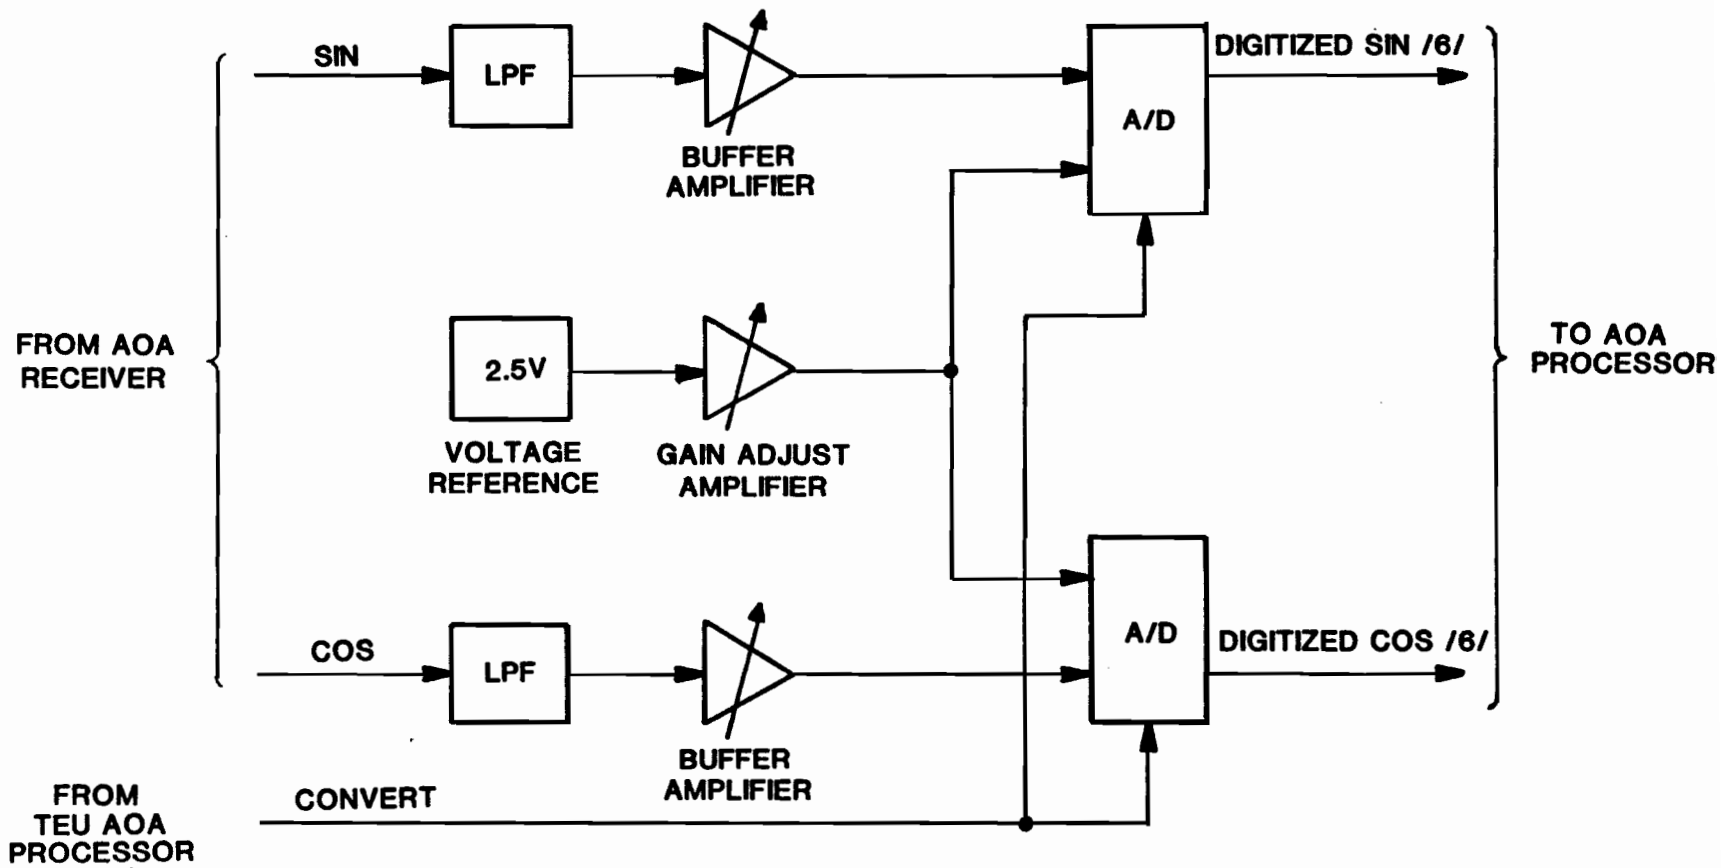 SIN
LPF
BUFFER
AMPLIFIER
A/D
DIGITIZED SIN /6/
FROM AOA
RECEIVER
2.5V
VOLTAGE
REFERENCE
GAIN ADJUST
AMPLIFIER
TO AOA
PROCESSOR
COS
LPF
BUFFER
AMPLIFIER
A/D
DIGITIZED COS /6/
FROM
TEU AOA
PROCESSOR
CONVERT